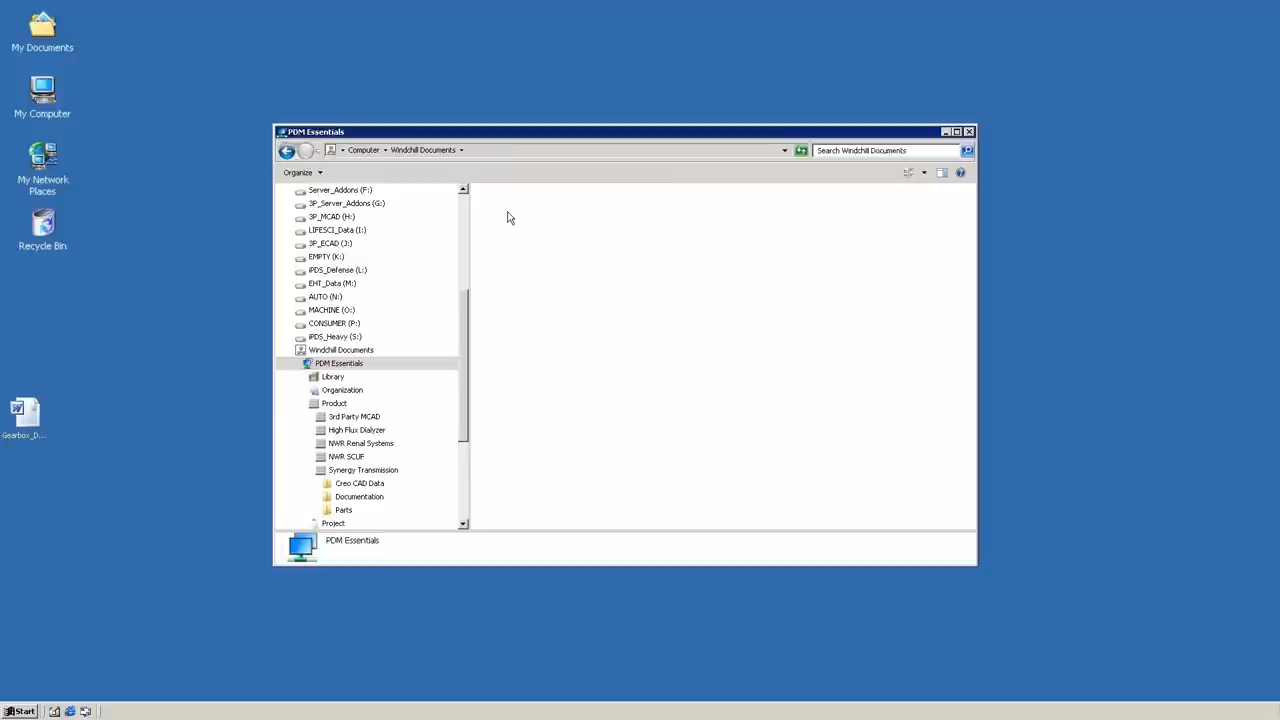 My Documents
My Computer
My Network
Places
Recycle Bin
Gearbox_D...
PDM Essentials
Computer
Windchill Documents
Search Windchill Documents
Organize
Server_Addons (F:)
3P_Server_Addons (G:)
3P_MCAD (H:)
LIFESCI_Data (I:)
3P_ECAD (J:)
EMPTY (K:)
iPDS_Defense (L:)
EHT_Data (M:)
AUTO (N:)
MACHINE (O:)
CONSUMER (P:)
iPDS_Heavy (S:)
Windchill Documents
PDM Essentials
Library
Organization
Product
3rd Party MCAD
High Flux Dialyzer
NWR Renal Systems
NWR SCUF
Synergy Transmission
Creo CAD Data
Documentation
Parts
Project
PDM Essentials
Start